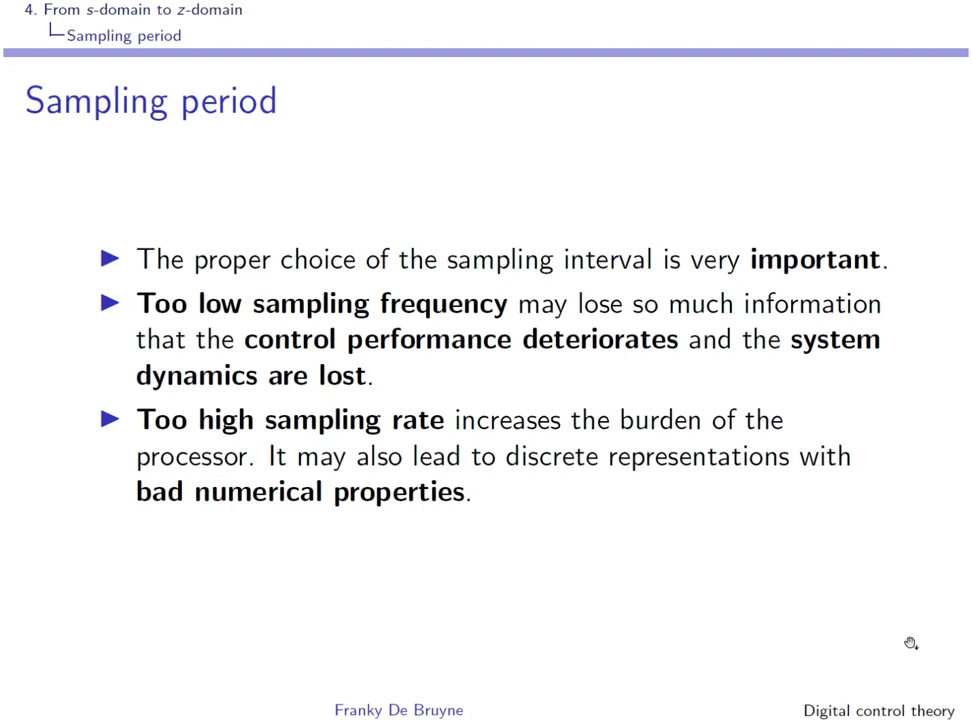 4. From s-domain to z-domain
Sampling period
Sampling period
The proper choice of the sampling interval is very important.
Too low sampling frequency may lose so much information
that the control performance deteriorates and the system
dynamics are lost.
Too high sampling rate increases the burden of the
processor. It may also lead to discrete representations with
bad numerical properties.
Franky De Bruyne
Digital control theory